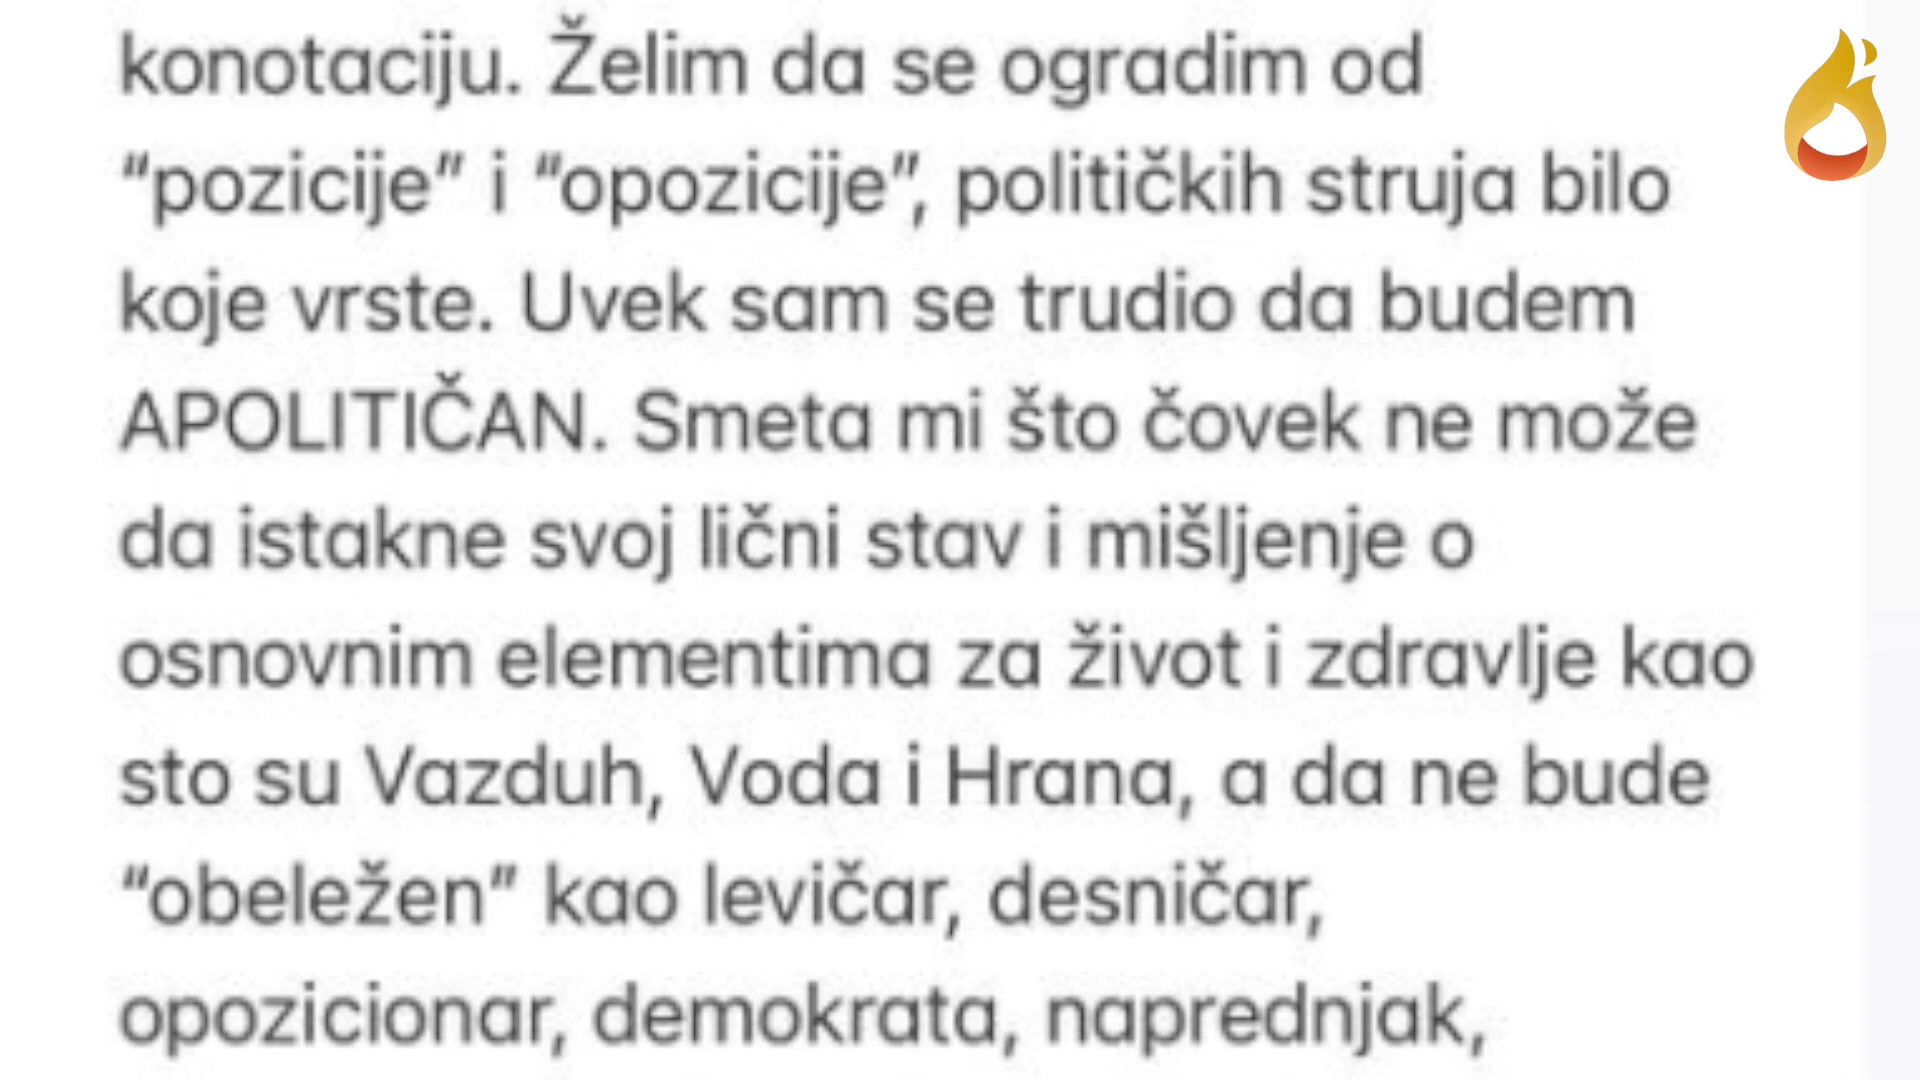 konotaciju. Želim da se ogradim od
“pozicije” i “opozicije”, političkih struja bilo
koje vrste. Uvek sam se trudio da budem
APOLITIČAN. Smeta mi što čovek ne može
da istakne svoj lični stav i mišljenje o
osnovnim elementima za život i zdravlje kao
sto su Vazduh, Voda i Hrana, a da ne bude
“obeležen” kao levičar, desničar,
opozicionar, demokrata, naprednjak,